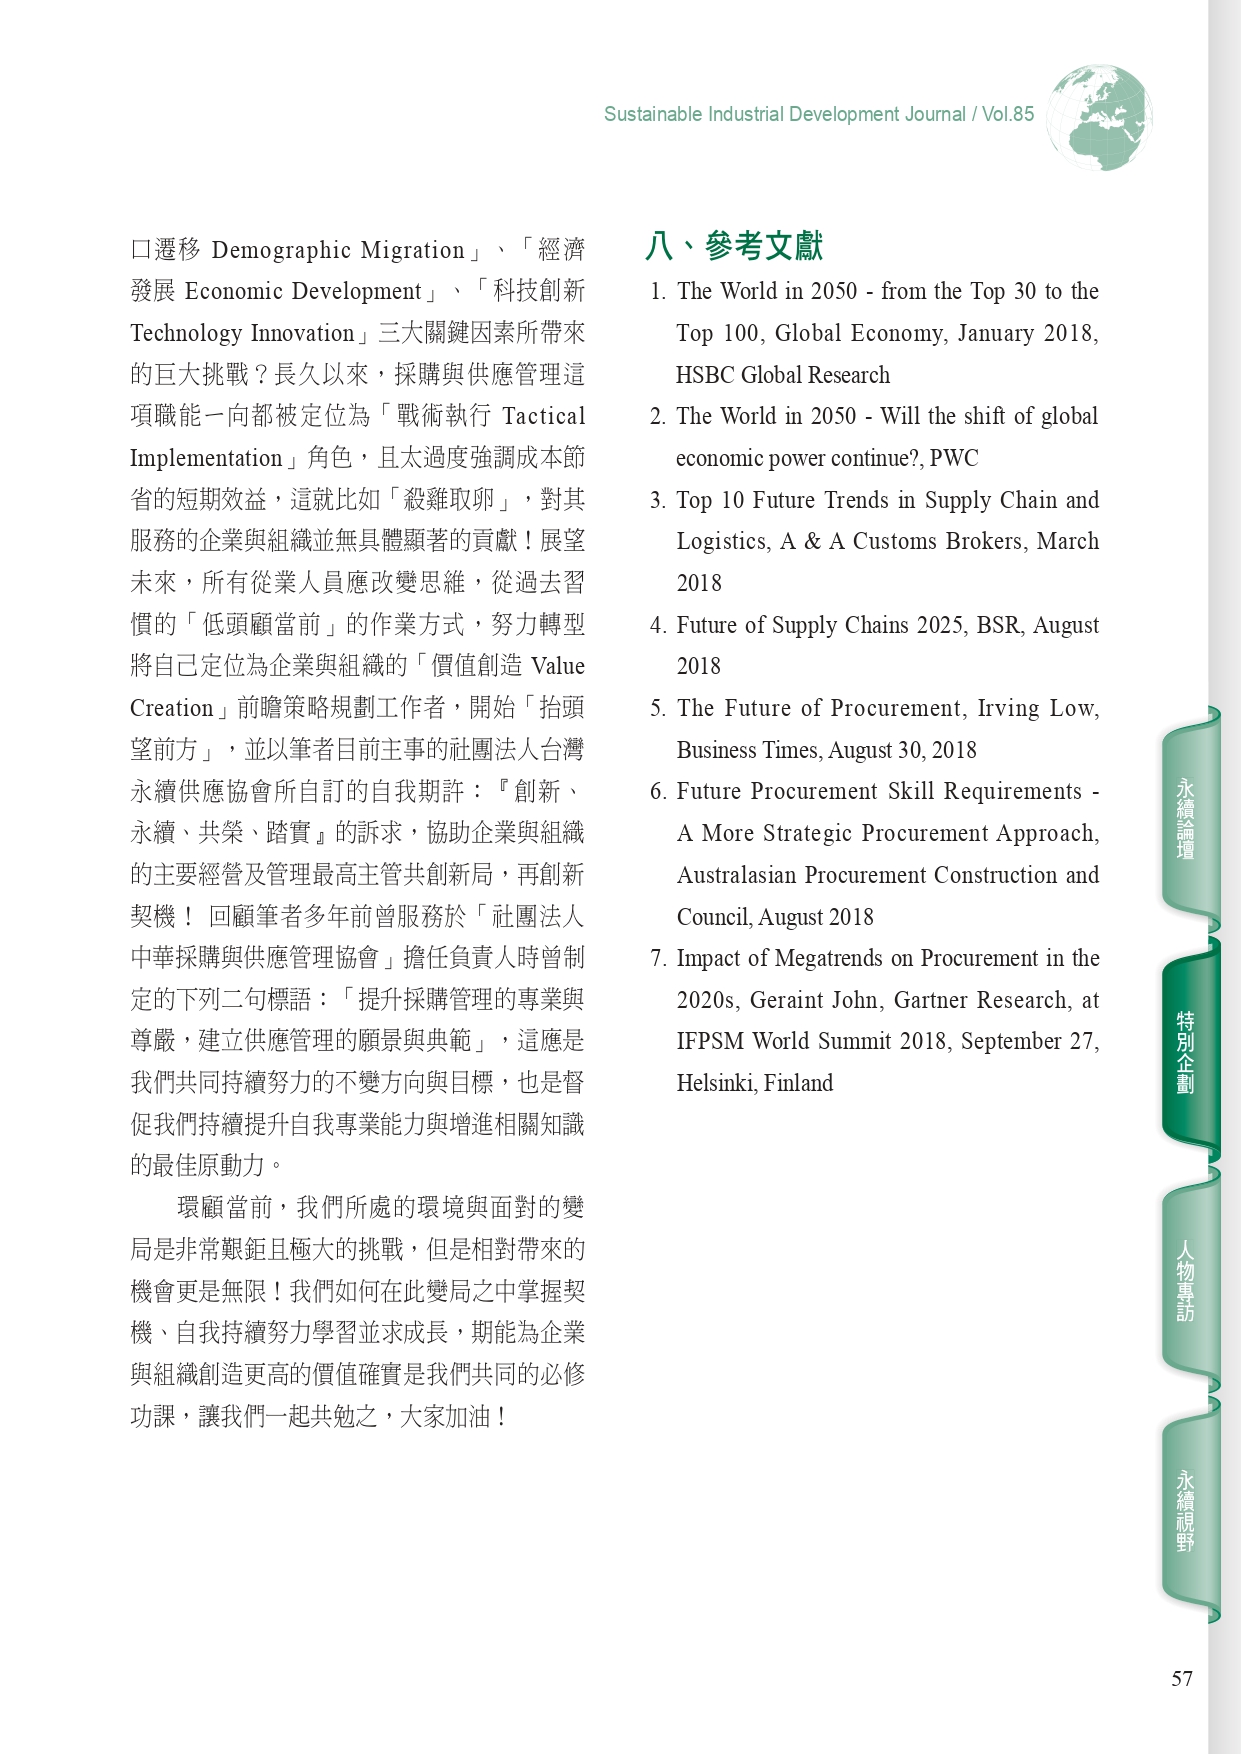 Sustainable Industrial Development Journal / Vol.85
口遷移 Demographic Migration」、「經濟
發展 Economic Development」、「科技創新
Technology Innovation」三大關鍵因素所帶來
的巨大挑戰？長久以來，採購與供應管理這
項職能一向都被定位為「戰術執行 Tactical
Implementation」角色，且太過度強調成本節
省的短期效益，這就比如「殺雞取卵」，對其
服務的企業與組織並無具體顯著的貢獻！展望
未來，所有從業人員應改變思維，從過去習
慣的「低頭顧當前」的作業方式，努力轉型
將自己定位為企業與組織的「價值創造 Value
Creation」前瞻策略規劃工作者，開始「抬頭
望前方」，並以筆者目前主事的社團法人台灣
永續供應協會所自訂的自我期許：『創新、
永續、共榮、踏實』的訴求，協助企業與組織
的主要經營及管理最高主管共創新局，再創新
契機！ 回顧筆者多年前曾服務於「社團法人
中華採購與供應管理協會」擔任負責人時曾制
定的下列二句標語：「提升採購管理的專業與
尊嚴，建立供應管理的願景與典範」，這應是
我們共同持續努力的不變方向與目標，也是督
促我們持續提升自我專業能力與增進相關知識
的最佳原動力。
環顧當前，我們所處的環境與面對的變
局是非常艱鉅且極大的挑戰，但是相對帶來的
機會更是無限！我們如何在此變局之中掌握契
機、自我持續努力學習並求成長，期能為企業
與組織創造更高的價值確實是我們共同的必修
功課，讓我們一起共勉之，大家加油！
八、參考文獻
1. The World in 2050 - from the Top 30 to the
Top 100, Global Economy, January 2018,
HSBC Global Research
2. The World in 2050 - Will the shift of global
economic power continue?, PWC
3. Top 10 Future Trends in Supply Chain and
Logistics, A & A Customs Brokers, March
2018
4. Future of Supply Chains 2025, BSR, August
2018
5. The Future of Procurement, Irving Low,
Business Times, August 30, 2018
6. Future Procurement Skill Requirements -
A More Strategic Procurement Approach,
Australasian Procurement Construction and
Council, August 2018
7. Impact of Megatrends on Procurement in the
2020s, Geraint John, Gartner Research, at
IFPSM World Summit 2018, September 27,
Helsinki, Finland
永續論壇
特別企劃
人物專訪
永續視野
57